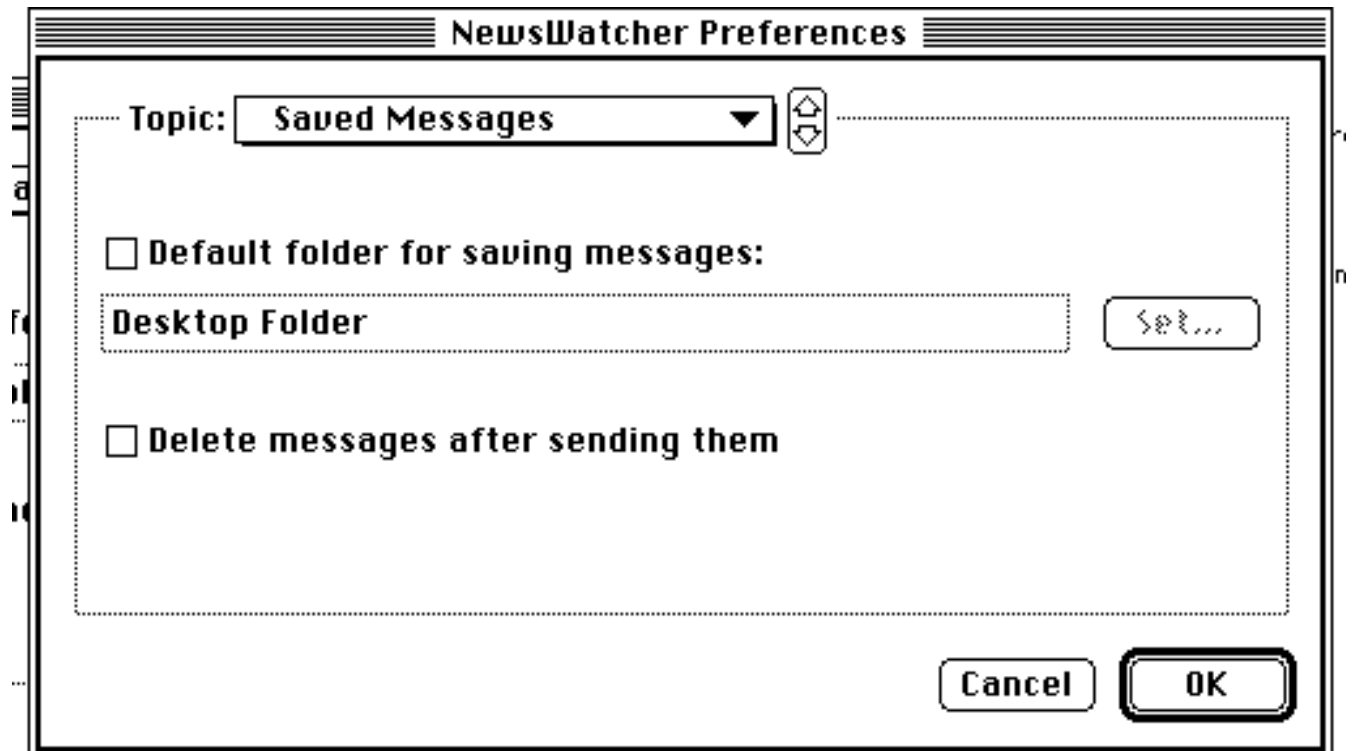 NewsWatcher Preferences
Topic: Saved Messages
Default folder for saving messages:
Desktop Folder Set...
Delete messages after sending them
Cancel OK